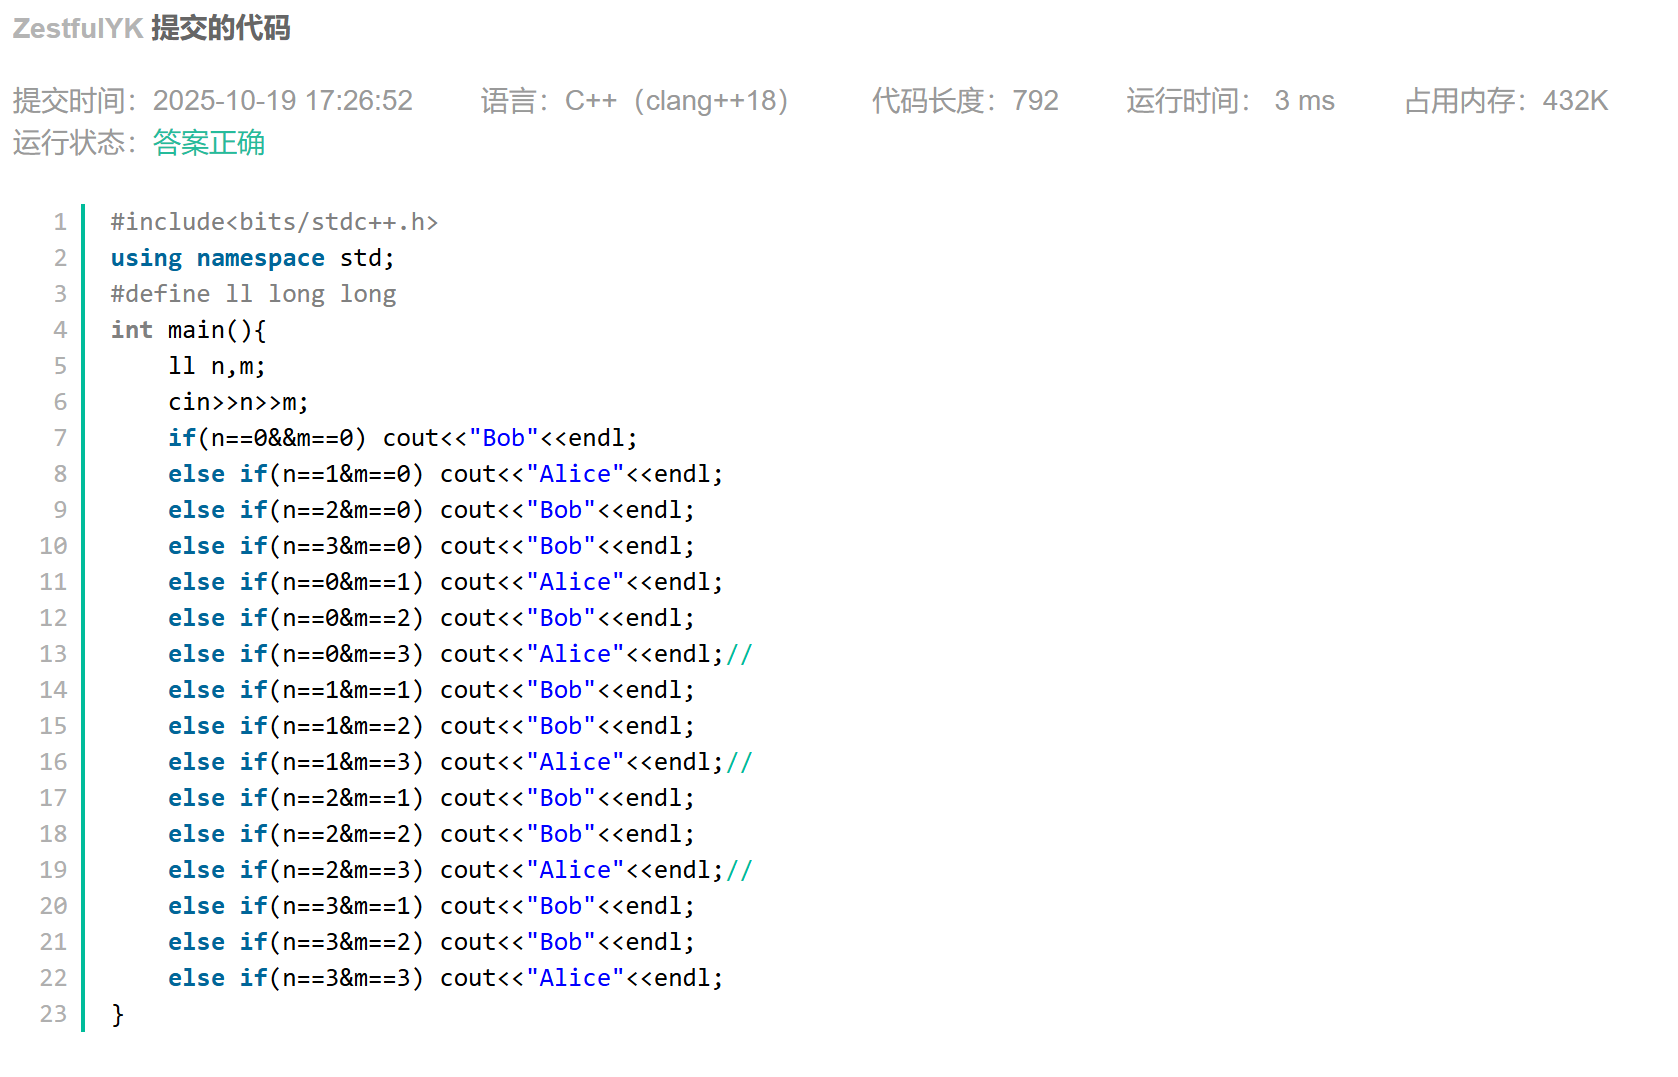 ZestfulYK 提交的代码
提交时间：2025-10-19 17:26:52 语言：C++（clang++18） 代码长度：792 运行时间： 3 ms 占用内存：432K
运行状态：答案正确
1 #include<bits/stdc++.h>
2 using namespace std;
3 #define ll long long
4 int main(){
5     ll n,m;
6     cin>>n>>m;
7     if(n==0&&m==0) cout<<"Bob"<<endl;
8     else if(n==1&m==0) cout<<"Alice"<<endl;
9     else if(n==2&m==0) cout<<"Bob"<<endl;
10     else if(n==3&m==0) cout<<"Bob"<<endl;
11     else if(n==0&m==1) cout<<"Alice"<<endl;
12     else if(n==0&m==2) cout<<"Bob"<<endl;
13     else if(n==0&m==3) cout<<"Alice"<<endl;//
14     else if(n==1&m==1) cout<<"Bob"<<endl;
15     else if(n==1&m==2) cout<<"Bob"<<endl;
16     else if(n==1&m==3) cout<<"Alice"<<endl;//
17     else if(n==2&m==1) cout<<"Bob"<<endl;
18     else if(n==2&m==2) cout<<"Bob"<<endl;
19     else if(n==2&m==3) cout<<"Alice"<<endl;//
20     else if(n==3&m==1) cout<<"Bob"<<endl;
21     else if(n==3&m==2) cout<<"Bob"<<endl;
22     else if(n==3&m==3) cout<<"Alice"<<endl;
23 }